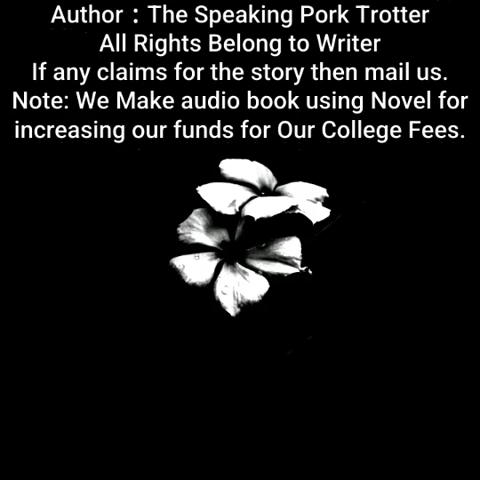 Author : The Speaking Pork Trotter
All Rights Belong to Writer
If any claims for the story then mail us.
Note: We Make audio book using Novel for
increasing our funds for Our College Fees.